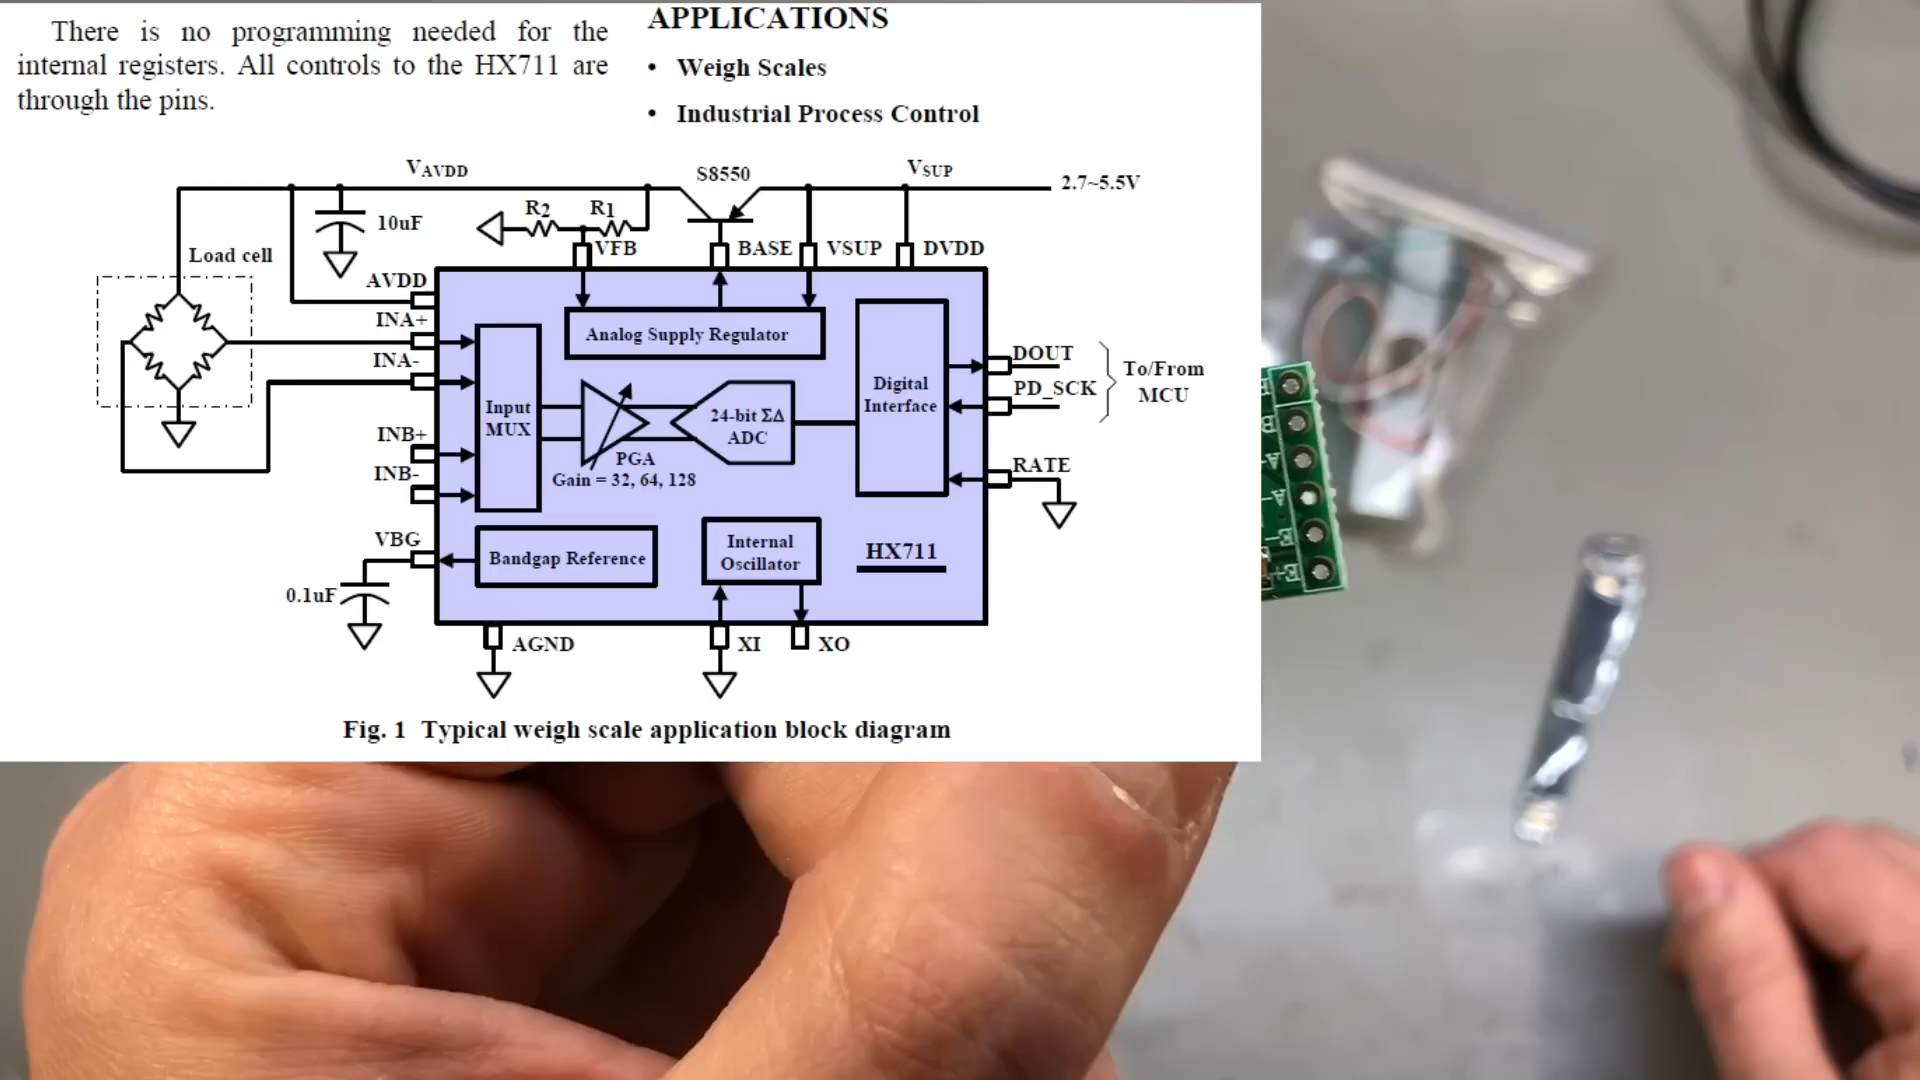 There is no programming needed for the
internal registers. All controls to the HX711 are
through the pins.
APPLICATIONS
• Weigh Scales
• Industrial Process Control
VAVDD
S8550
VSUP
2.7~5.5V
10uF
R2
R1
VFB
BASE
VSUP
DVDD
Load cell
AVDD
INA+
INA-
INB+
INB-
VBG
0.1uF
Analog Supply Regulator
Input
MUX
PGA
Gain = 32, 64, 128
24-bit ΣΔ
ADC
Digital
Interface
DOUT
PD_SCK
To/From
MCU
RATE
Bandgap Reference
Internal
Oscillator
HX711
AGND
XI
XO
Fig. 1 Typical weigh scale application block diagram
B
A-
E-
E+